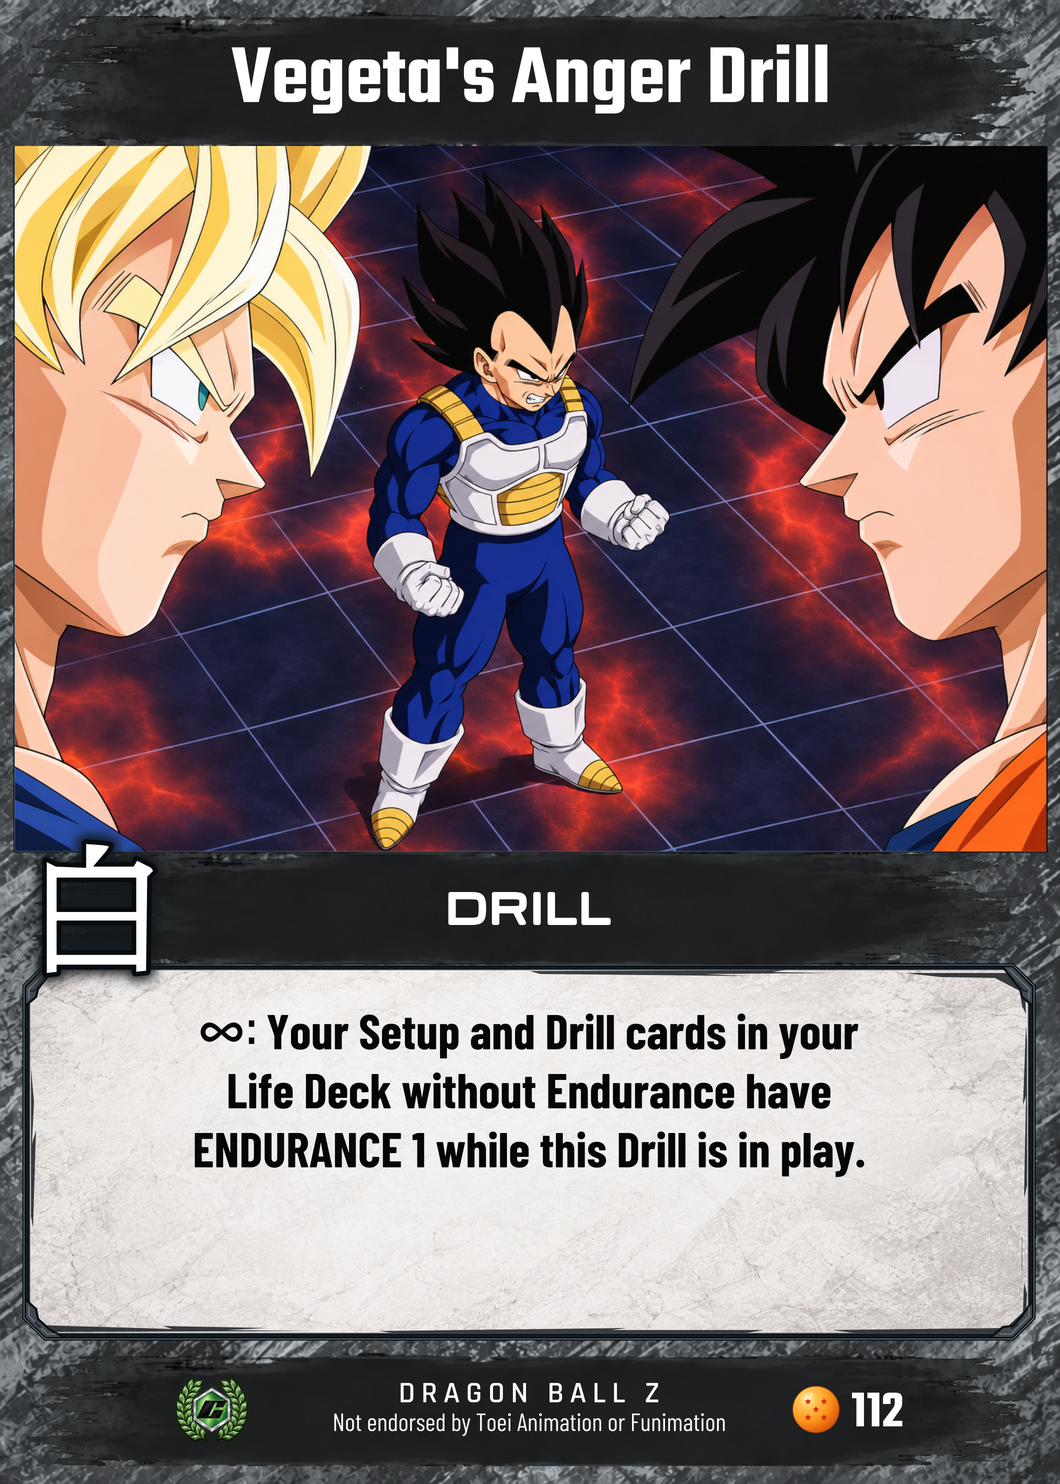 Vegeta's Anger Drill
白
DRILL
∞: Your Setup and Drill cards in your
Life Deck without Endurance have
ENDURANCE 1 while this Drill is in play.
DRAGON BALL Z
Not endorsed by Toei Animation or Funimation
112